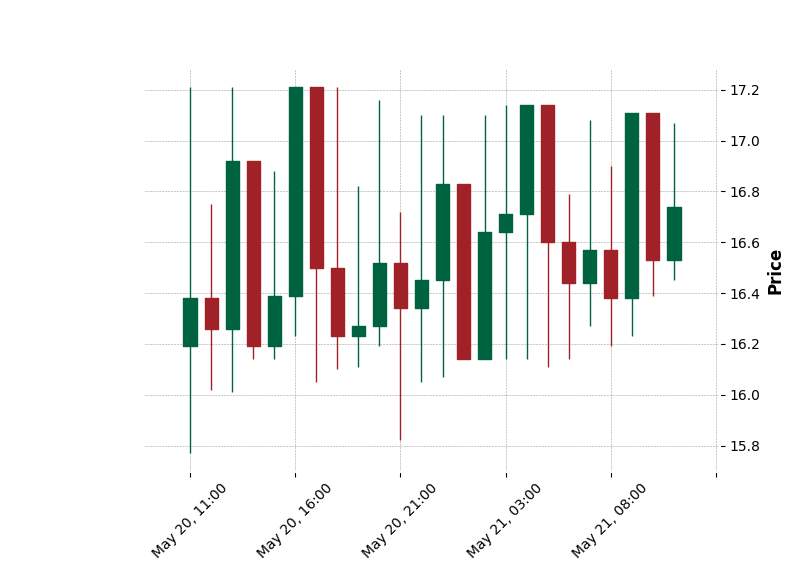 17.2
17.0
16.8
16.6
16.4
16.2
16.0
15.8
Price
May 20, 11:00
May 20, 16:00
May 20, 21:00
May 21, 03:00
May 21, 08:00